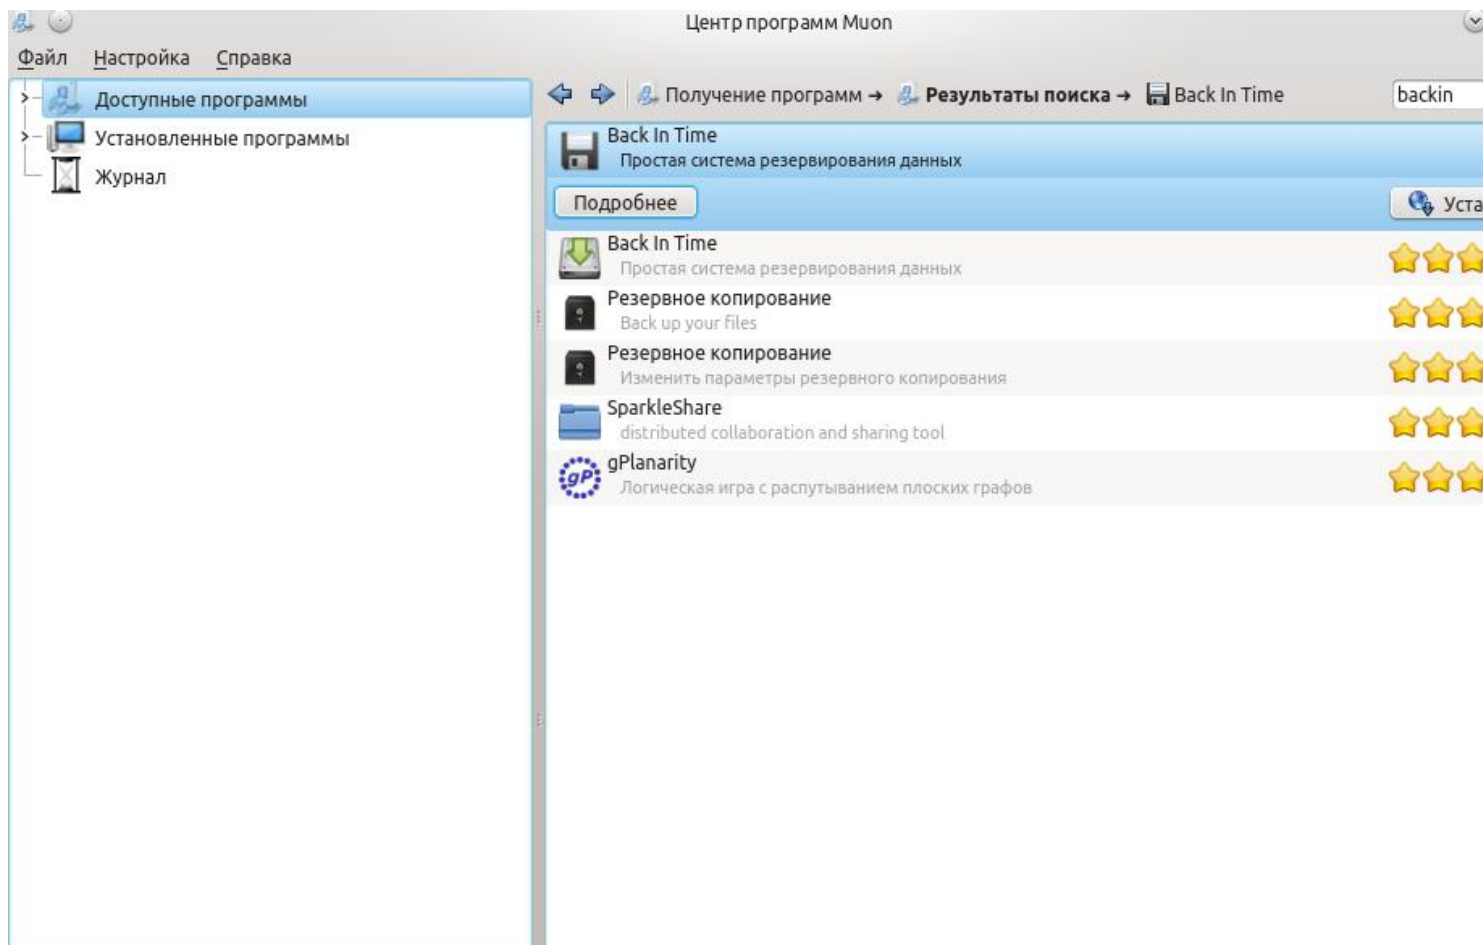 Центр программ Muon
Файл Настройка Справка
Доступные программы
Установленные программы
Журнал
Получение программ → Результаты поиска → Back In Time backin
Back In Time
Простая система резервирования данных
Подробнее Уста
Back In Time
Простая система резервирования данных
Резервное копирование
Back up your files
Резервное копирование
Изменить параметры резервного копирования
SparkleShare
distributed collaboration and sharing tool
gP gPlanarity
Логическая игра с распутыванием плоских графов